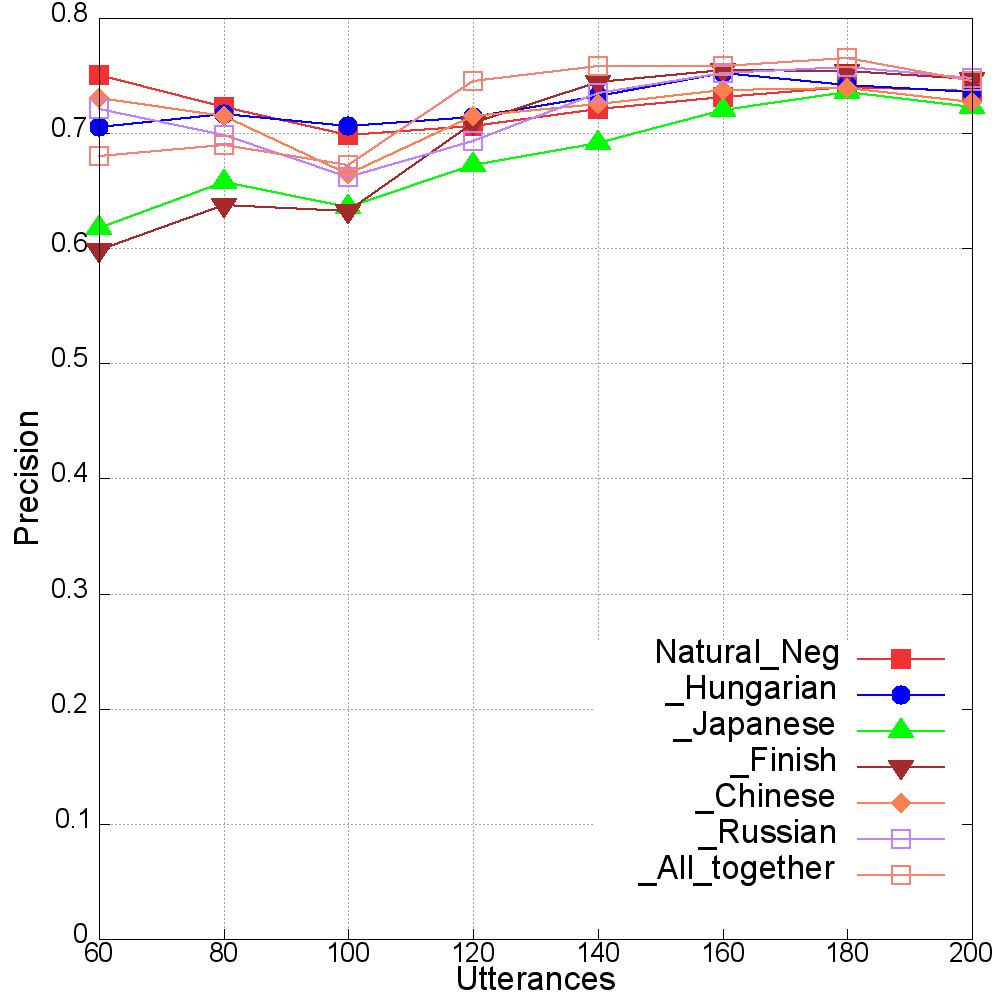 0.8
0.7
0.6
0.5
0.4
0.3
0.2
0.1
0
Precision
Natural_Neg
_Hungarian
_Japanese
_Finish
_Chinese
_Russian
_All_together
60 80 100 120 140 160 180 200
Utterances